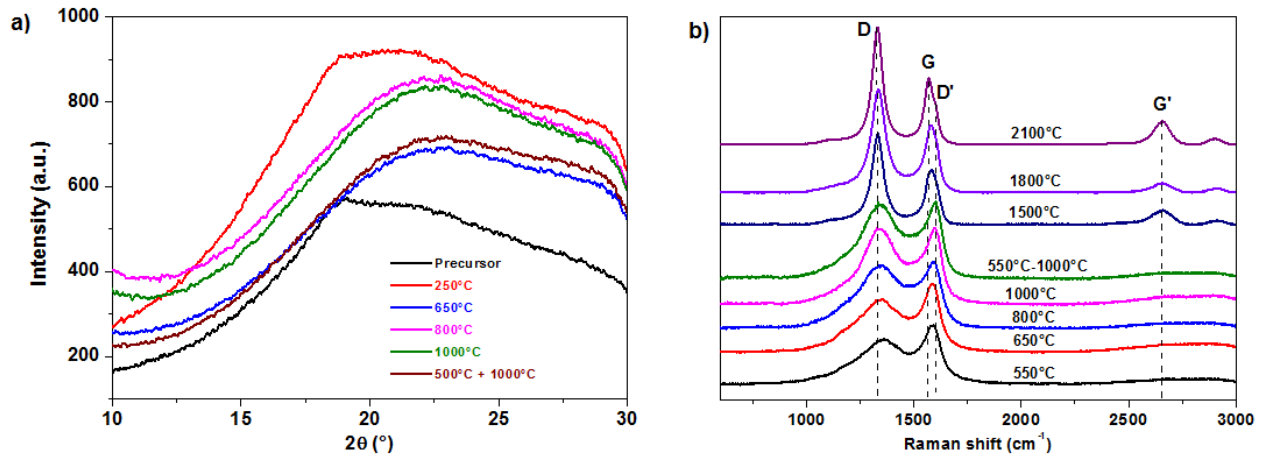 a)
1000
800
600
400
200
Intensity (a.u.)
Precursor
250°C
650°C
800°C
1000°C
500°C + 1000°C
10
15
20
25
30
2θ (°)
b)
D
G
D'
G'
2100°C
1800°C
1500°C
550°C-1000°C
1000°C
800°C
650°C
550°C
1000
1500
2000
2500
3000
Raman shift (cm⁻¹)